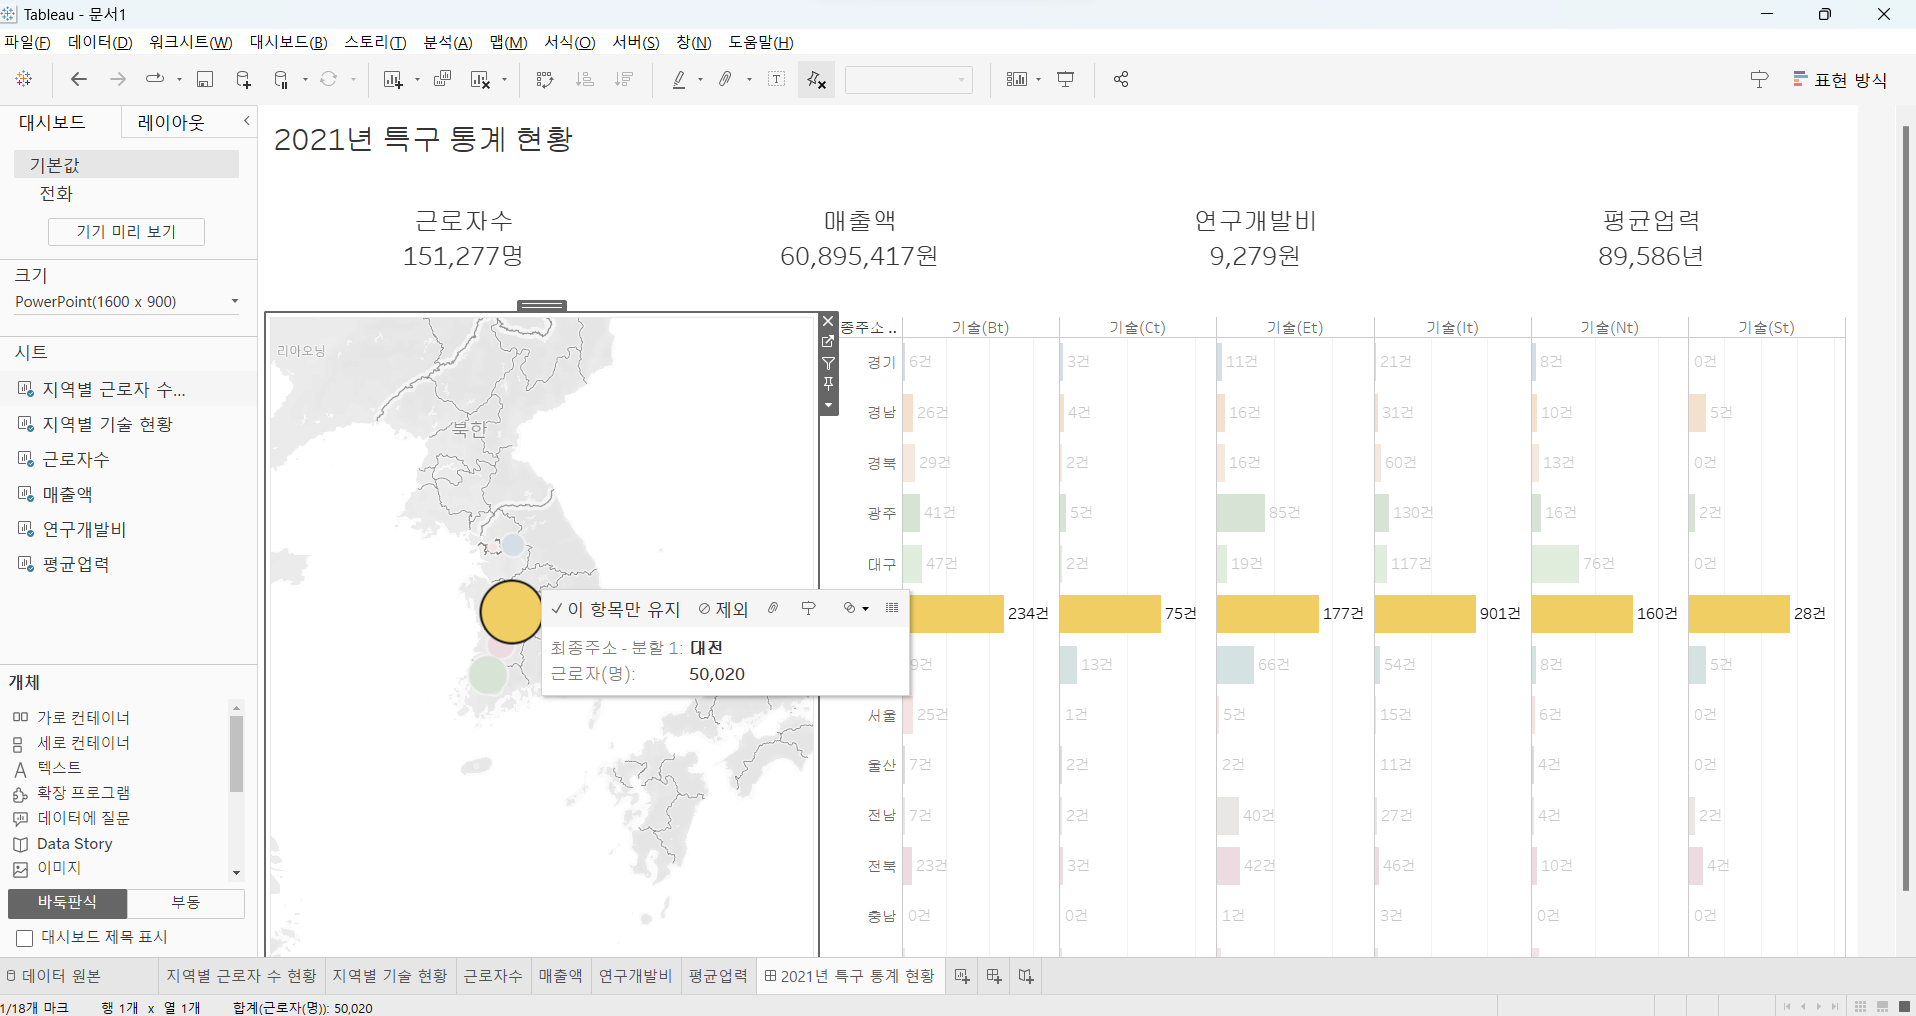 Tableau - 문서1
파일(F) 데이터(D) 워크시트(W) 대시보드(B) 스토리(T) 분석(A) 맵(M) 서식(O) 서버(S) 창(N) 도움말(H)
표현 방식
대시보드 레이아웃
기본값
전화
기기 미리 보기
크기
PowerPoint(1600 x 900)
시트
지역별 근로자 수...
지역별 기술 현황
근로자수
매출액
연구개발비
평균업력
개체
가로 컨테이너
세로 컨테이너
텍스트
확장 프로그램
데이터에 질문
Data Story
이미지
바둑판식 부동
대시보드 제목 표시
2021년 특구 통계 현황
근로자수 매출액 연구개발비 평균업력
151,277명 60,895,417원 9,279원 89,586년
리아오닝
북한
이 항목만 유지 제외
최종주소 - 분할 1: 대전
근로자(명): 50,020
종주소 .. 기술(Bt) 기술(Ct) 기술(Et) 기술(It) 기술(Nt) 기술(St)
경기 6건 3건 11건 21건 8건 0건
경남 26건 4건 16건 31건 10건 5건
경북 29건 2건 16건 60건 13건 0건
광주 41건 5건 85건 130건 16건 2건
대구 47건 2건 19건 117건 76건 0건
234건 75건 177건 901건 160건 28건
9건 13건 66건 54건 8건 5건
서울 25건 1건 5건 15건 6건 0건
울산 7건 2건 2건 11건 4건 0건
전남 7건 2건 40건 27건 4건 2건
전북 23건 3건 42건 46건 10건 4건
충남 0건 0건 1건 3건 0건 0건
데이터 원본 지역별 근로자 수 현황 지역별 기술 현황 근로자수 매출액 연구개발비 평균업력 2021년 특구 통계 현황
1/18개 마크 행 1개 x 열 1개 합계(근로자(명)): 50,020